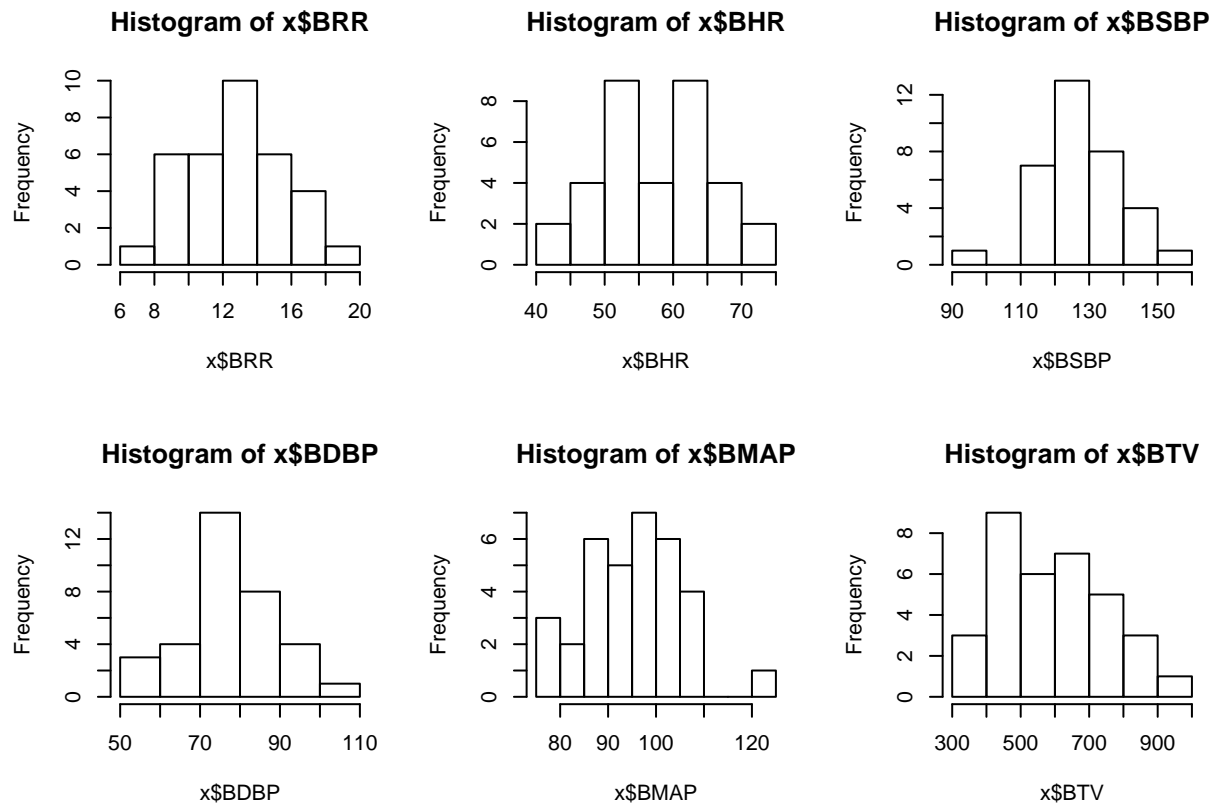 Histogram of x$BRR
Frequency
0 2 4 6 8 10
6 8 12 16 20
x$BRR
Histogram of x$BHR
Frequency
0 2 4 6 8
40 50 60 70
x$BHR
Histogram of x$BSBP
Frequency
0 4 8 12
90 110 130 150
x$BSBP
Histogram of x$BDBP
Frequency
0 4 8 12
50 70 90 110
x$BDBP
Histogram of x$BMAP
Frequency
0 2 4 6
80 90 100 120
x$BMAP
Histogram of x$BTV
Frequency
0 2 4 6 8
300 500 700 900
x$BTV